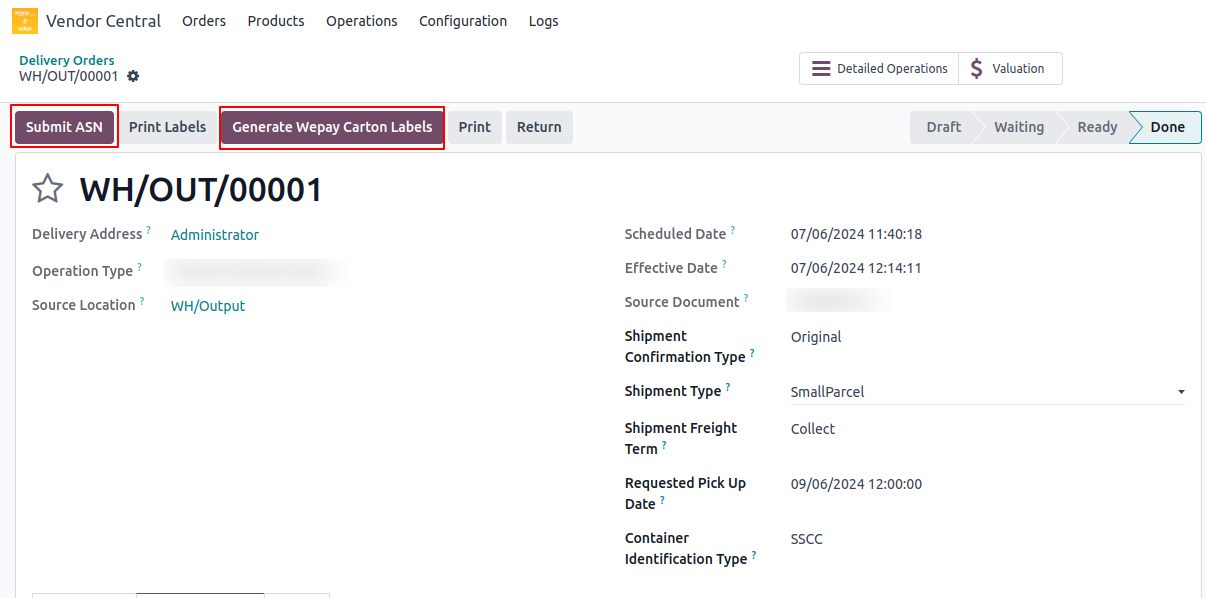 Vendor Central Orders Products Operations Configuration Logs
Delivery Orders
WH/OUT/00001
Detailed Operations Valuation
Submit ASN Print Labels Generate Wepay Carton Labels Print Return Draft Waiting Ready Done
WH/OUT/00001
Delivery Address ? Administrator
Operation Type ?
Source Location ? WH/Output
Scheduled Date ? 07/06/2024 11:40:18
Effective Date ? 07/06/2024 12:14:11
Source Document ?
Shipment
Confirmation Type ? Original
Shipment Type ? SmallParcel
Shipment Freight
Term ? Collect
Requested Pick Up
Date ? 09/06/2024 12:00:00
Container
Identification Type ? SSCC